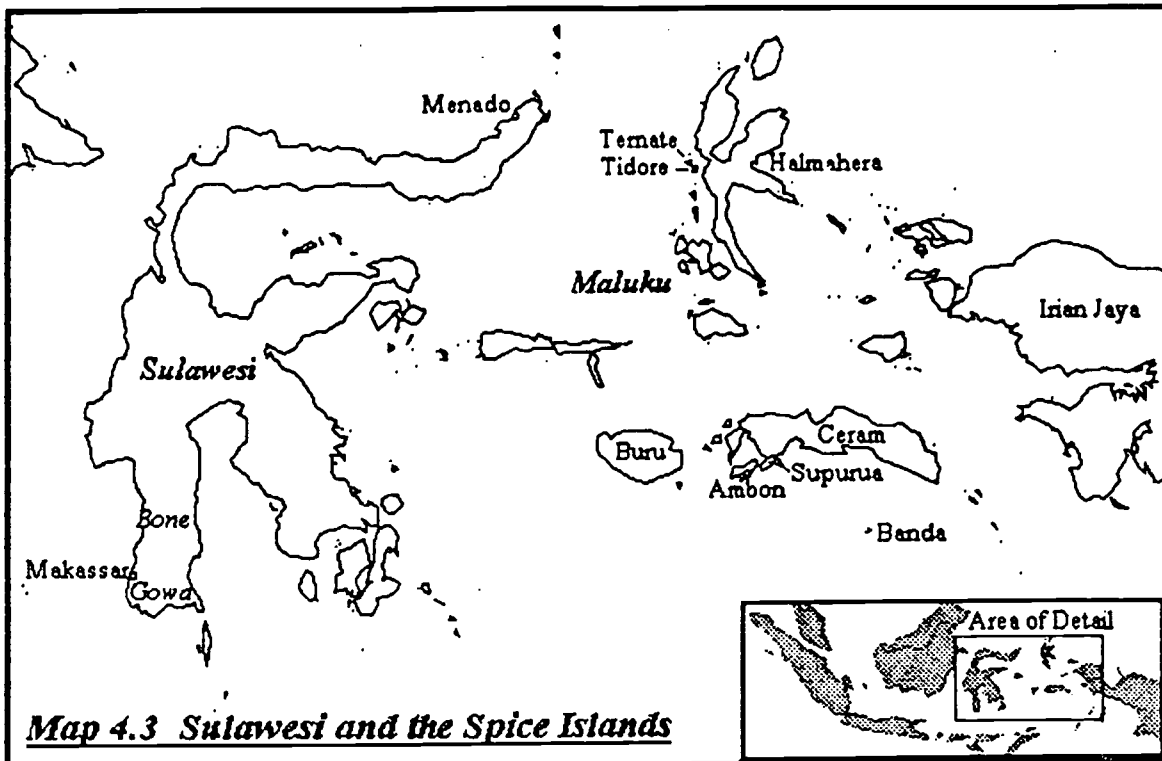 Menado
Ternate
Tidore
Halmahera
Maluku
Irian Jaya
Sulawesi
Buru
Ceram
Supurua
Ambon
Bone
Banda
Makassar
Gowa
Area of Detail
Map 4.3 Sulawesi and the Spice Islands